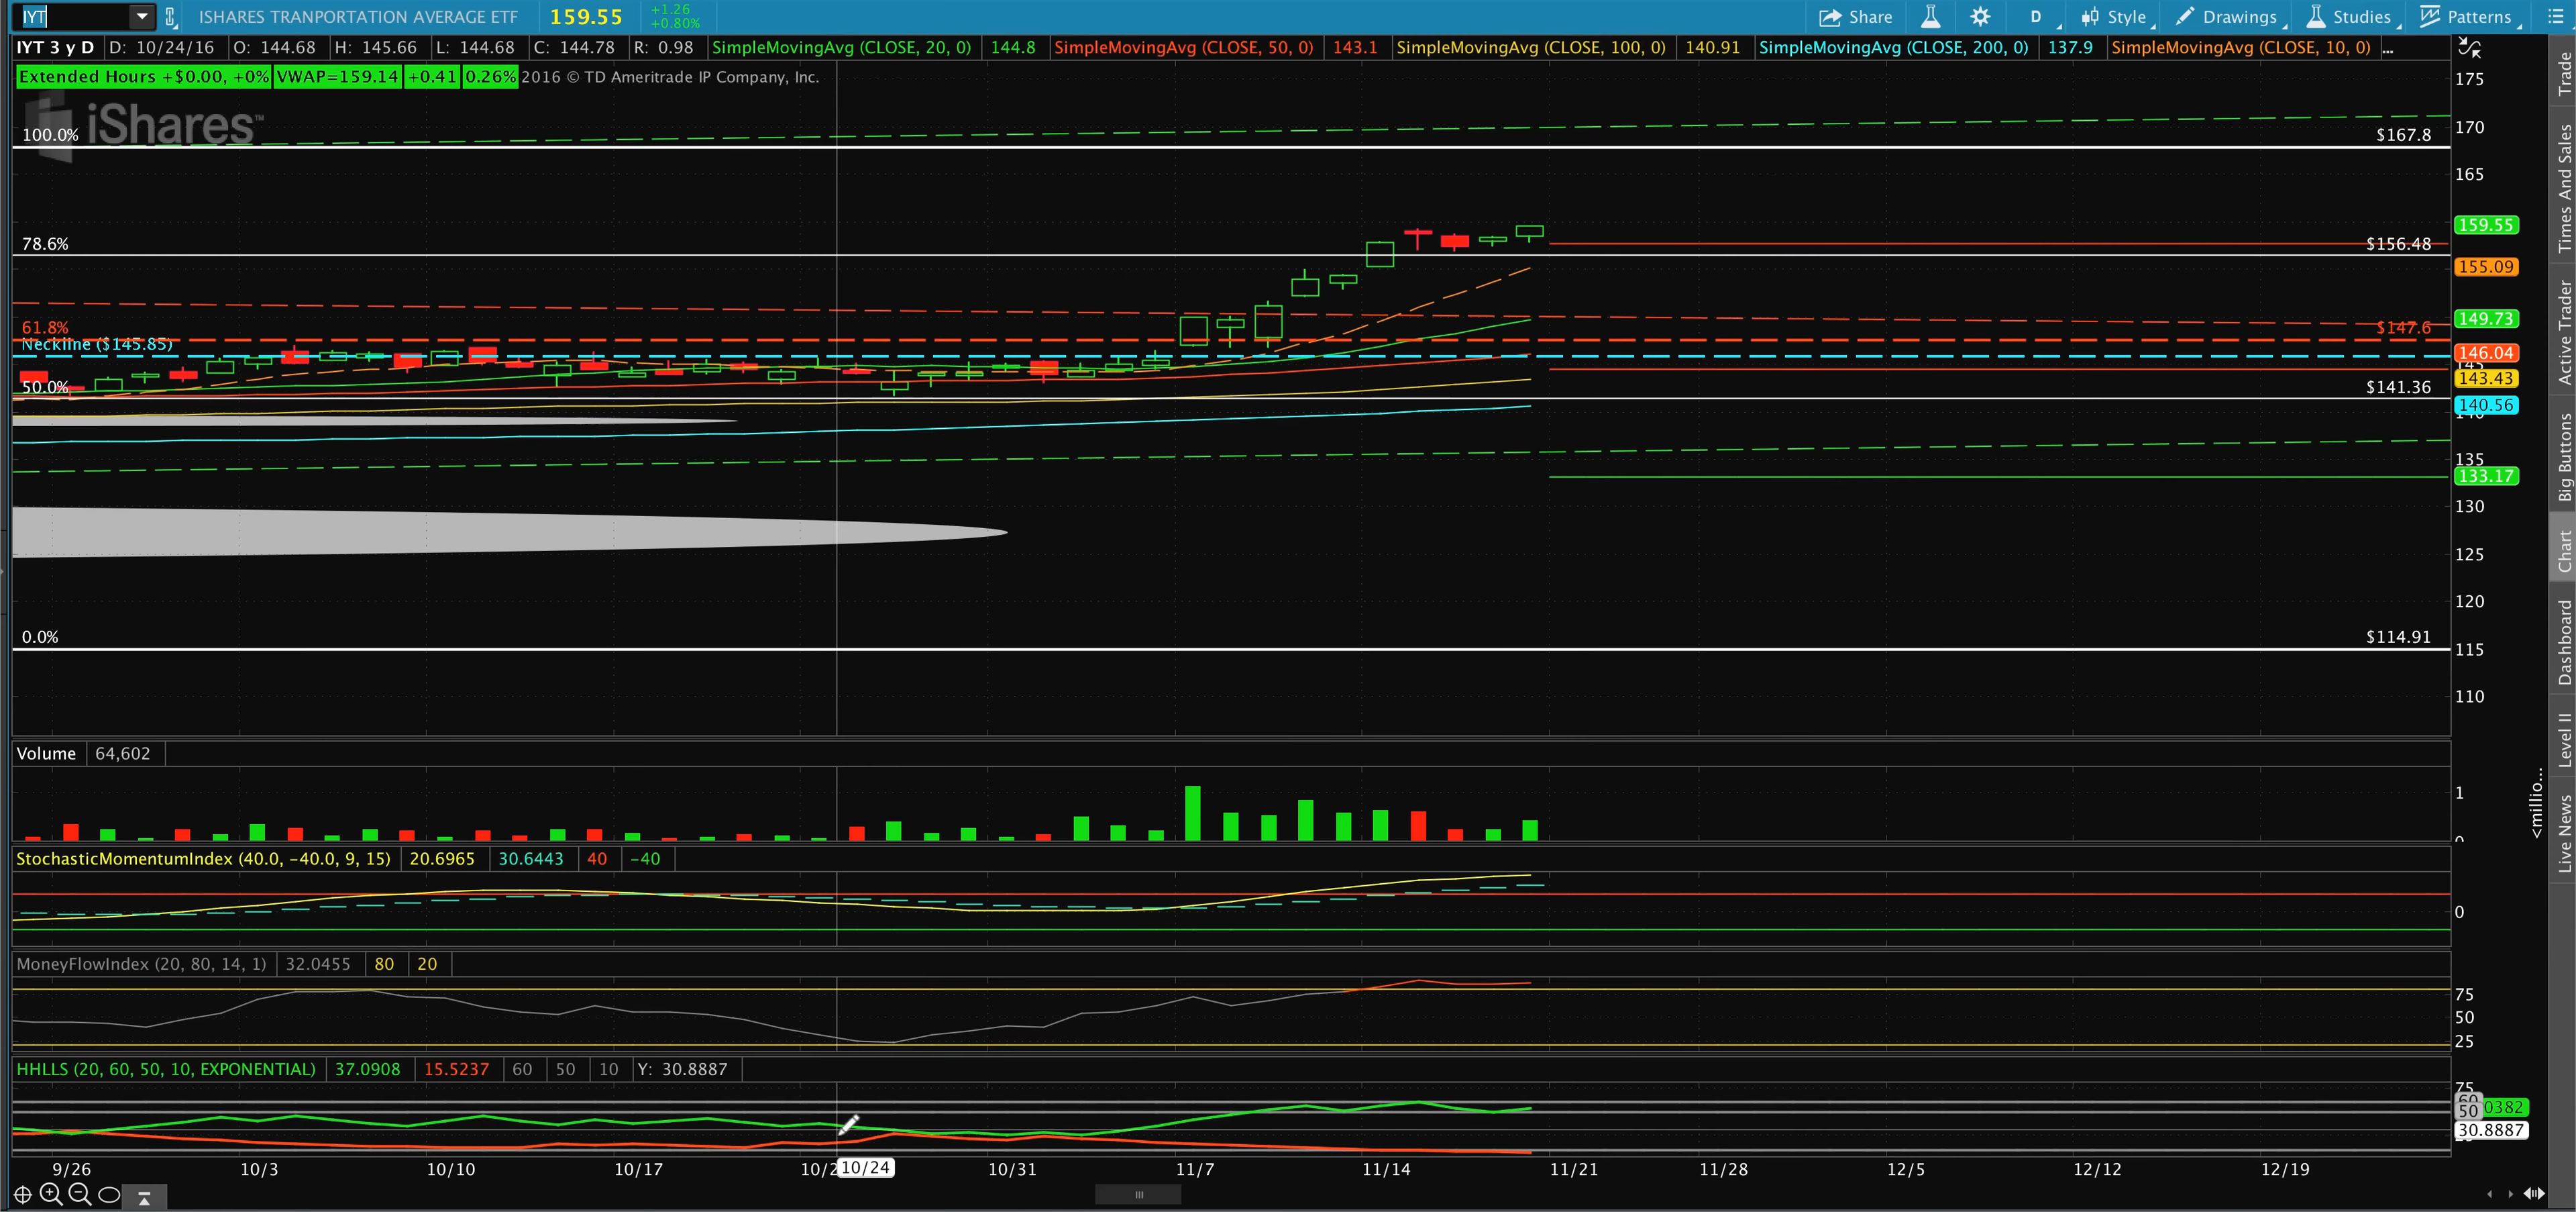 IYT
ISHARES TRANPORTATION AVERAGE ETF 159.55 +1.26 +0.80%
Share D Style Drawings Studies Patterns
IYT 3 y D D: 10/24/16 O: 144.68 H: 145.66 L: 144.68 C: 144.78 R: 0.98 SimpleMovingAvg (CLOSE, 20, 0) 144.8 SimpleMovingAvg (CLOSE, 50, 0) 143.1 SimpleMovingAvg (CLOSE, 100, 0) 140.91 SimpleMovingAvg (CLOSE, 200, 0) 137.9 SimpleMovingAvg (CLOSE, 10, 0) ...
Extended Hours +$0.00, +0% VWAP=159.14 +0.41 0.26% 2016 © TD Ameritrade IP Company, Inc.
iShares™
175
100.0% $167.8
170
165
159.55
78.6% $156.48
155.09
149.73
61.8% $147.6
Neckline ($145.85)
146.04
145
143.43
50.0% $141.36
140.56
140
135
133.17
130
125
120
0.0% $114.91
115
110
Volume 64,602
1
0
<millio...
StochasticMomentumIndex (40.0, -40.0, 9, 15) 20.6965 30.6443 40 -40
0
MoneyFlowIndex (20, 80, 14, 1) 32.0455 80 20
75
50
25
HHLLS (20, 60, 50, 10, EXPONENTIAL) 37.0908 15.5237 60 50 10 Y: 30.8887
75
60
50
0382
30.8887
9/26 10/3 10/10 10/17 10/24 10/31 11/7 11/14 11/21 11/28 12/5 12/12 12/19
Trade
Times And Sales
Active Trader
Big Buttons
Chart
Dashboard
Level II
Live News